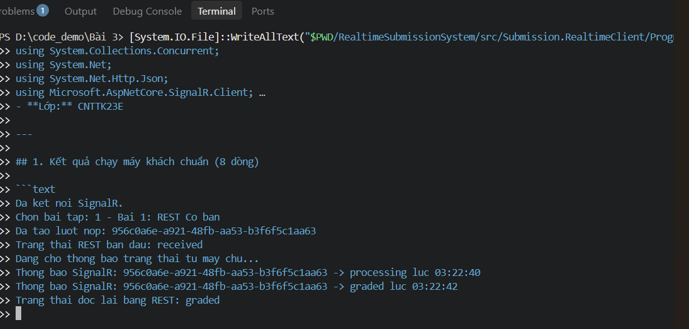 roblems 1 Output Debug Console Terminal Ports
PS D:\code_demo\Bài 3> [System.IO.File]::WriteAllText("$PWD/RealtimeSubmissionSystem/src/Submission.RealtimeClient/Prog
>> using System.Collections.Concurrent;
>> using System.Net;
>> using System.Net.Http.Json;
>> using Microsoft.AspNetCore.SignalR.Client; …
>> - **Lớp:** CNTTK23E
>>
>> ---
>>
>> ## 1. Kết quả chạy máy khách chuẩn (8 dòng)
>>
>> ```text
>> Da ket noi SignalR.
>> Chon bai tap: 1 - Bai 1: REST Co ban
>> Da tao luot nop: 956c0a6e-a921-48fb-aa53-b3f6f5c1aa63
>> Trang thai REST ban dau: received
>> Dang cho thong bao trang thai tu may chu...
>> Thong bao SignalR: 956c0a6e-a921-48fb-aa53-b3f6f5c1aa63 -> processing luc 03:22:40
>> Thong bao SignalR: 956c0a6e-a921-48fb-aa53-b3f6f5c1aa63 -> graded luc 03:22:42
>> Trang thai doc lai bang REST: graded
>>